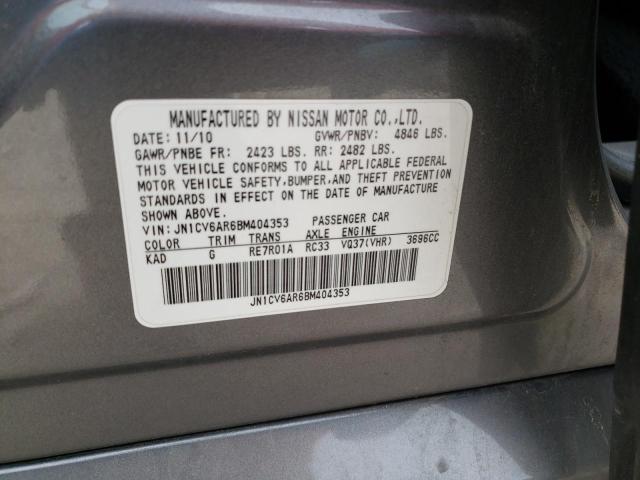 MANUFACTURED BY NISSAN MOTOR CO.,LTD.
DATE: 11/10 GVWR/PNBV: 4846 LBS.
GAWR/PNBE FR: 2423 LBS. RR: 2482 LBS.
THIS VEHICLE CONFORMS TO ALL APPLICABLE FEDERAL
MOTOR VEHICLE SAFETY, BUMPER, AND THEFT PREVENTION
STANDARDS IN EFFECT ON THE DATE OF MANUFACTURE
SHOWN ABOVE.
VIN: JN1CV6AR6BM404353 PASSENGER CAR
COLOR TRIM TRANS AXLE ENGINE
KAD G RE7R01A RC33 VQ37(VHR) 3696CC
JN1CV6AR6BM404353